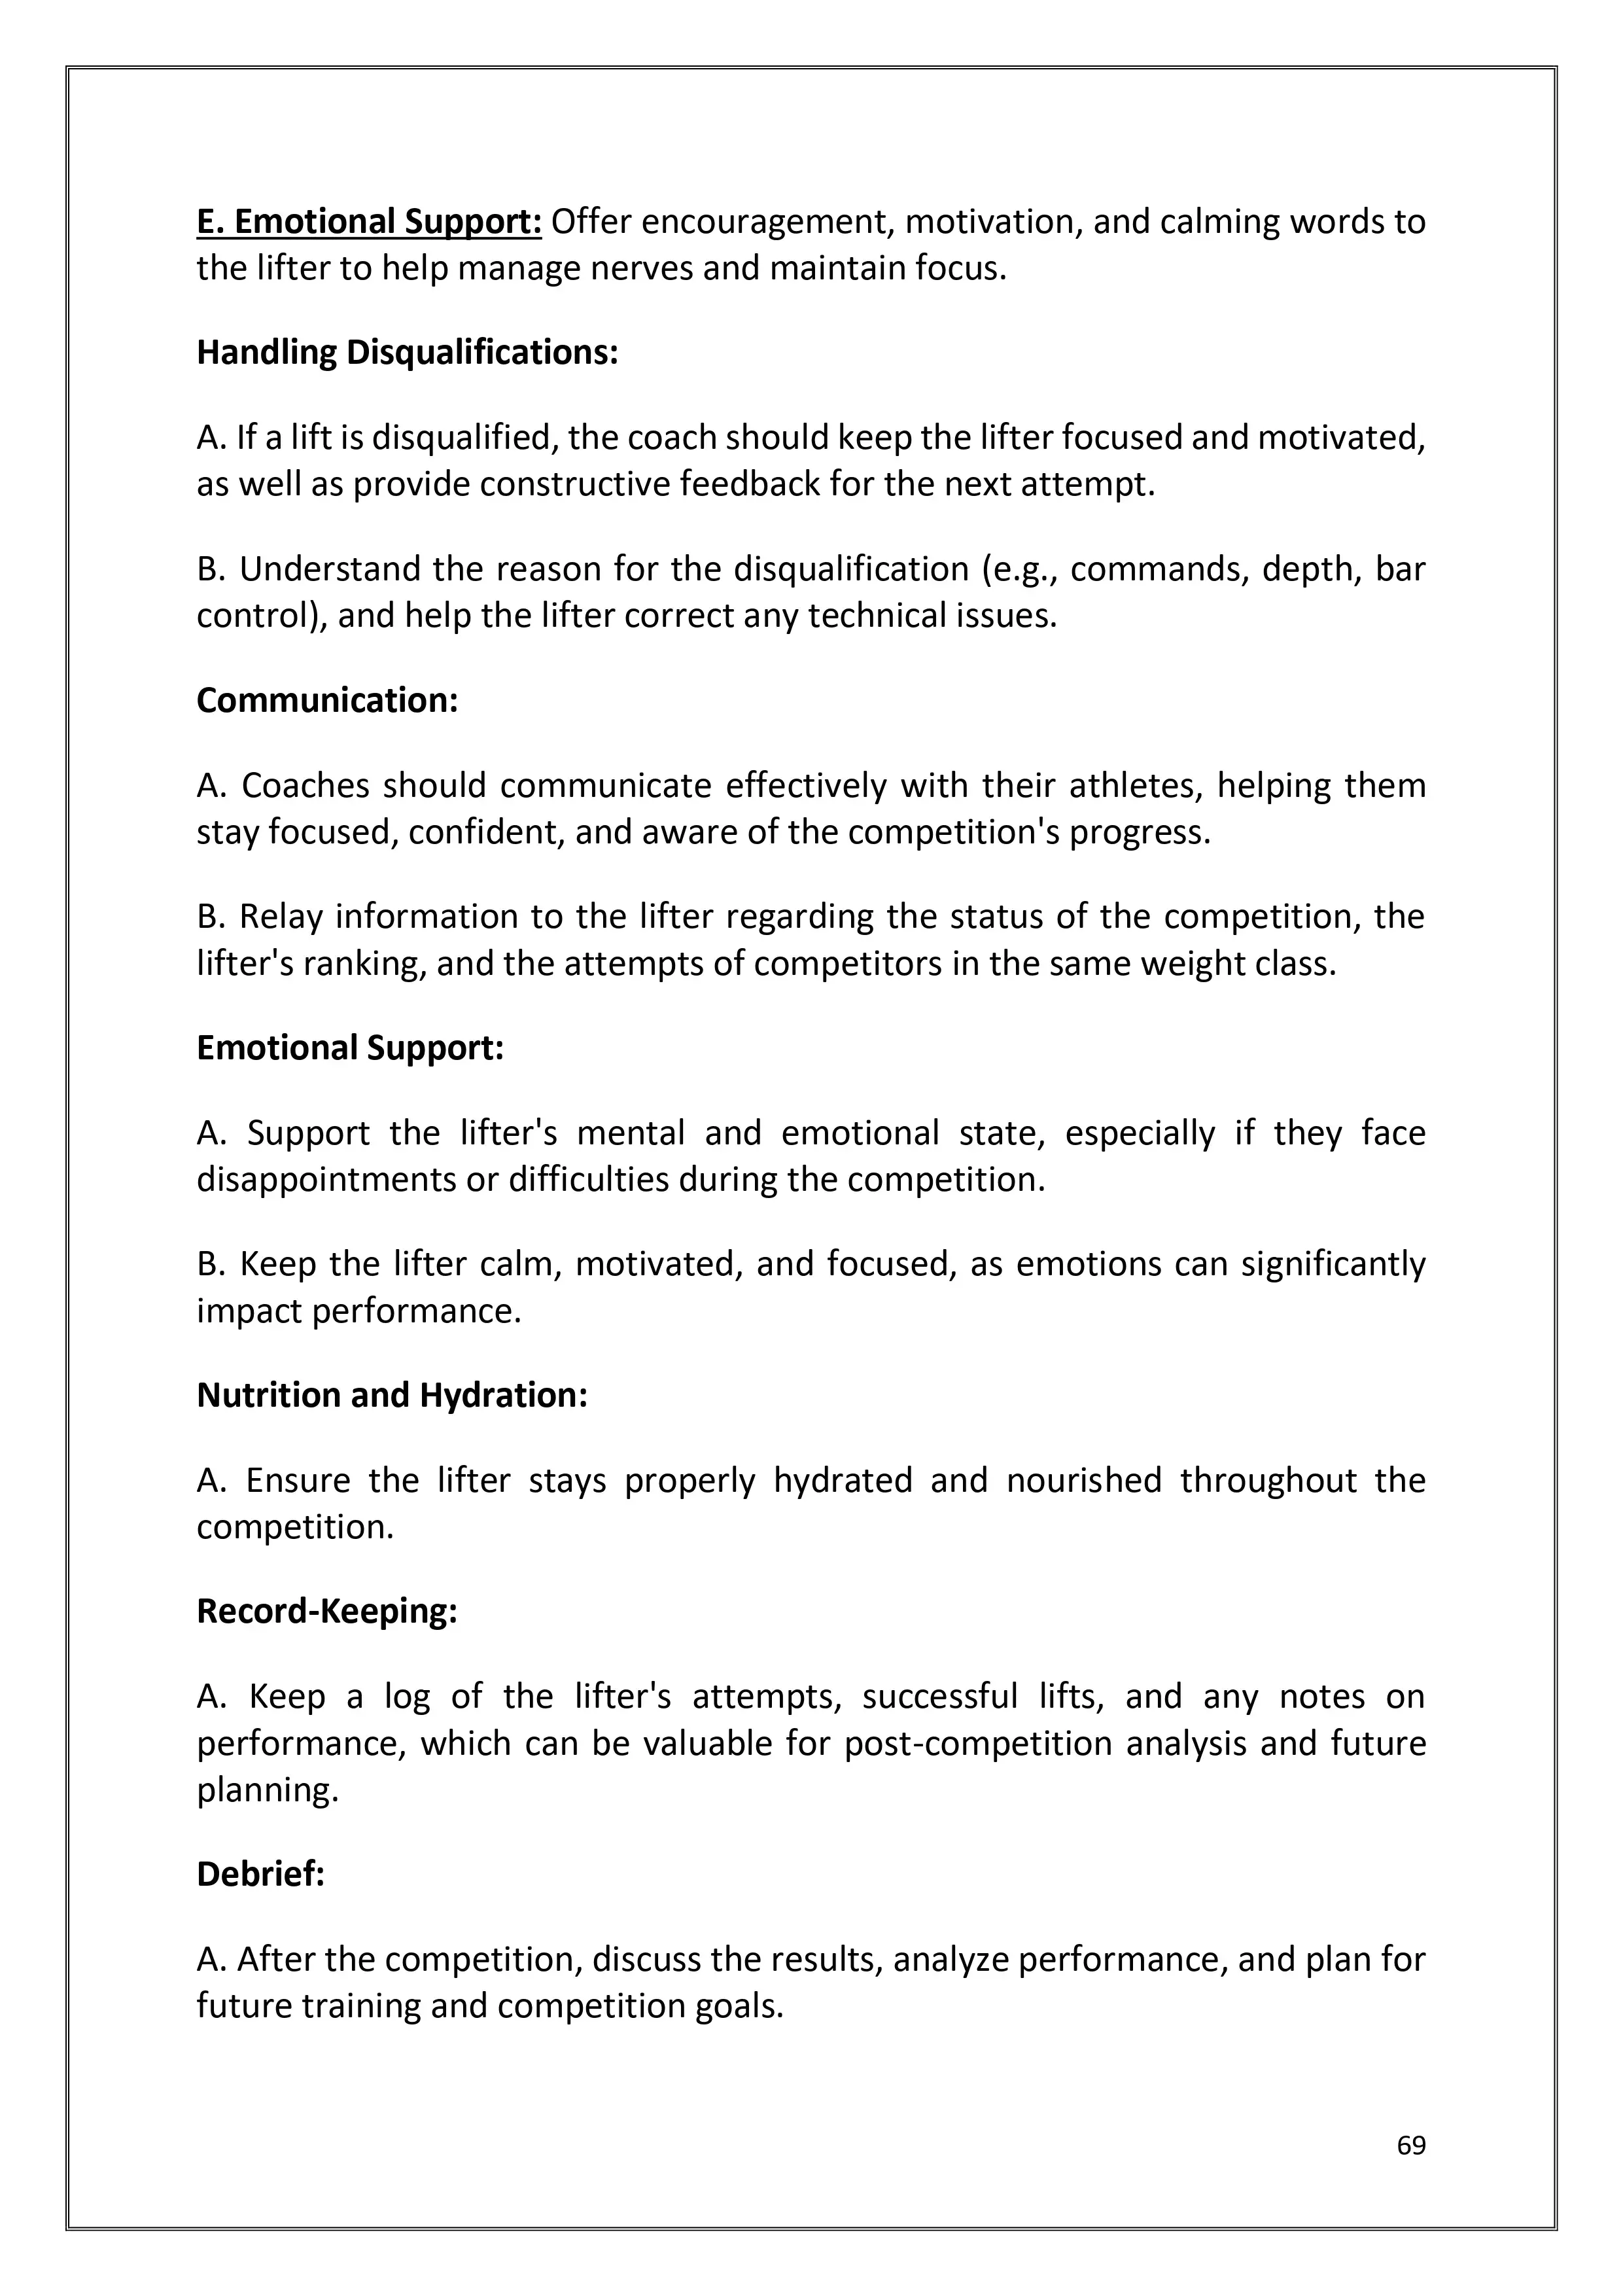 E. Emotional Support: Offer encouragement, motivation, and calming words to
the lifter to help manage nerves and maintain focus.
Handling Disqualifications:
A. If a lift is disqualified, the coach should keep the lifter focused and motivated,
as well as provide constructive feedback for the next attempt.
B. Understand the reason for the disqualification (e.g., commands, depth, bar
control), and help the lifter correct any technical issues.
Communication:
A. Coaches should communicate effectively with their athletes, helping them
stay focused, confident, and aware of the competition's progress.
B. Relay information to the lifter regarding the status of the competition, the
lifter's ranking, and the attempts of competitors in the same weight class.
Emotional Support:
A. Support the lifter's mental and emotional state, especially if they face
disappointments or difficulties during the competition.
B. Keep the lifter calm, motivated, and focused, as emotions can significantly
impact performance.
Nutrition and Hydration:
A. Ensure the lifter stays properly hydrated and nourished throughout the
competition.
Record-Keeping:
A. Keep a log of the lifter's attempts, successful lifts, and any notes on
performance, which can be valuable for post-competition analysis and future
planning.
Debrief:
A. After the competition, discuss the results, analyze performance, and plan for
future training and competition goals.
69